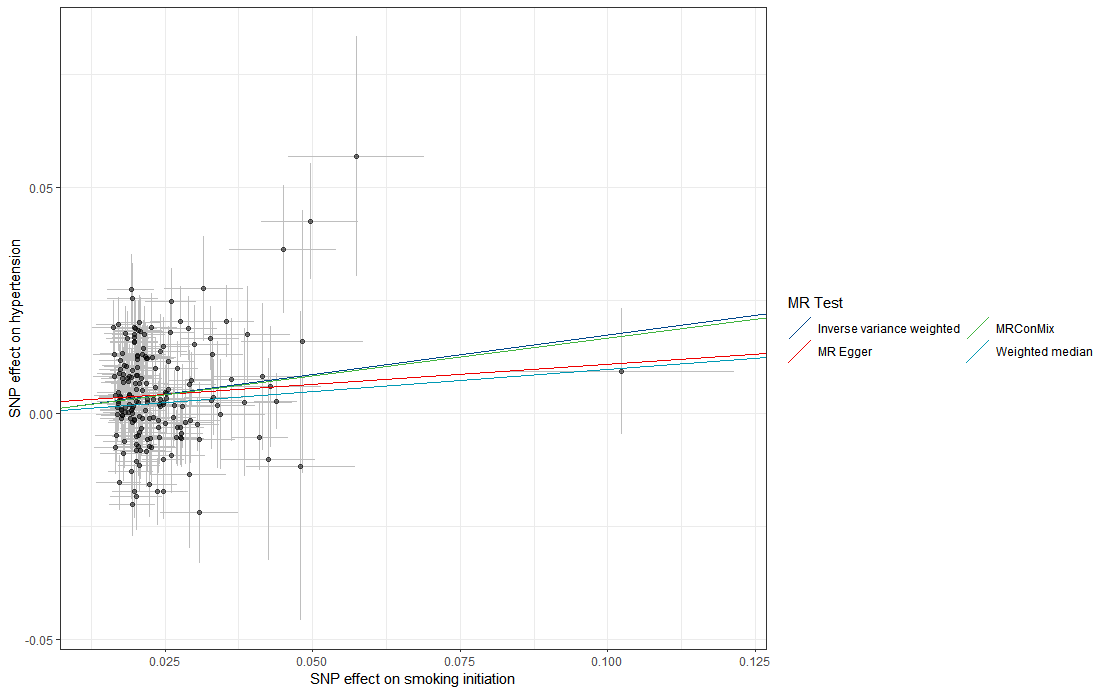 SNP effect on hypertension
0.05
0.00
-0.05
0.025
0.050
0.075
0.100
0.125
SNP effect on smoking initiation
MR Test
Inverse variance weighted
MRConMix
MR Egger
Weighted median